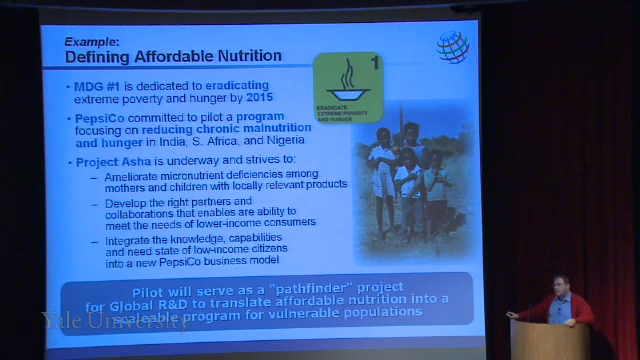 Example:
Defining Affordable Nutrition
1
ERADICATE
EXTREME POVERTY
AND HUNGER
• MDG #1 is dedicated to eradicating
extreme poverty and hunger by 2015
• PepsiCo committed to pilot a program
focusing on reducing chronic malnutrition
and hunger in India, S. Africa, and Nigeria
• Project Asha is underway and strives to:
– Ameliorate micronutrient deficiencies among
mothers and children with locally relevant products
– Develop the right partners and
collaborations that enables are ability to
meet the needs of lower-income consumers
– Integrate the knowledge, capabilities
and need state of low-income citizens
into a new PepsiCo business model
Pilot will serve as a "pathfinder" project
for Global R&D to translate affordable nutrition into a
scaleable program for vulnerable populations
Yale University